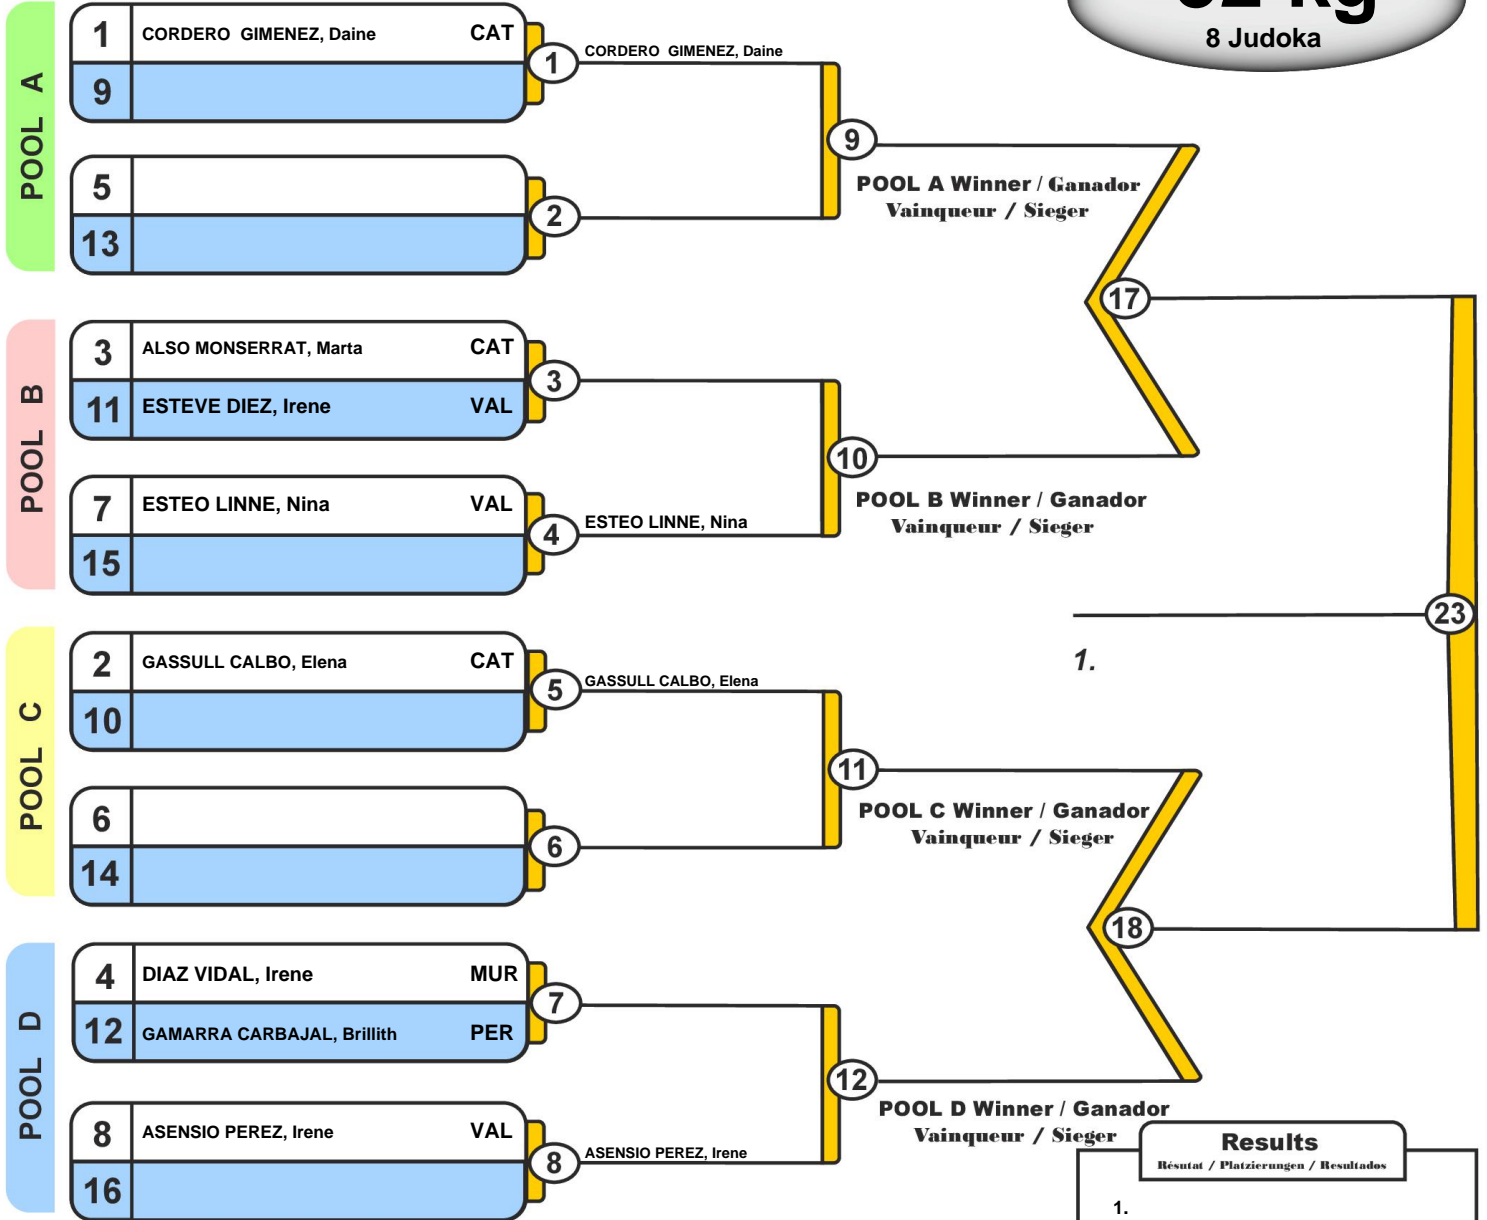 8 Judoka
POOL A
1 CORDERO GIMENEZ, Daine CAT
9
1
CORDERO GIMENEZ, Daine
5
13
2
9
POOL A Winner / Ganador
Vainqueur / Sieger
POOL B
3 ALSO MONSERRAT, Marta CAT
11 ESTEVE DIEZ, Irene VAL
3
7 ESTEO LINNE, Nina VAL
15
4
ESTEO LINNE, Nina
10
POOL B Winner / Ganador
Vainqueur / Sieger
17
POOL C
2 GASSULL CALBO, Elena CAT
10
5
GASSULL CALBO, Elena
6
14
6
11
POOL C Winner / Ganador
Vainqueur / Sieger
POOL D
4 DIAZ VIDAL, Irene MUR
12 GAMARRA CARBAJAL, Brillith PER
7
8 ASENSIO PEREZ, Irene VAL
16
8
ASENSIO PEREZ, Irene
12
POOL D Winner / Ganador
Vainqueur / Sieger
18
23
1.
Results
Résutat / Platzierungen / Resultados
1.